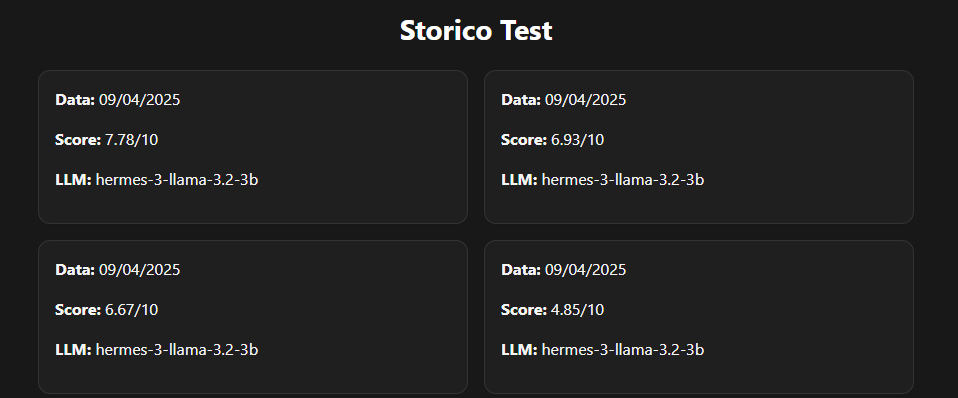 Storico Test
Data: 09/04/2025
Score: 7.78/10
LLM: hermes-3-llama-3.2-3b
Data: 09/04/2025
Score: 6.93/10
LLM: hermes-3-llama-3.2-3b
Data: 09/04/2025
Score: 6.67/10
LLM: hermes-3-llama-3.2-3b
Data: 09/04/2025
Score: 4.85/10
LLM: hermes-3-llama-3.2-3b